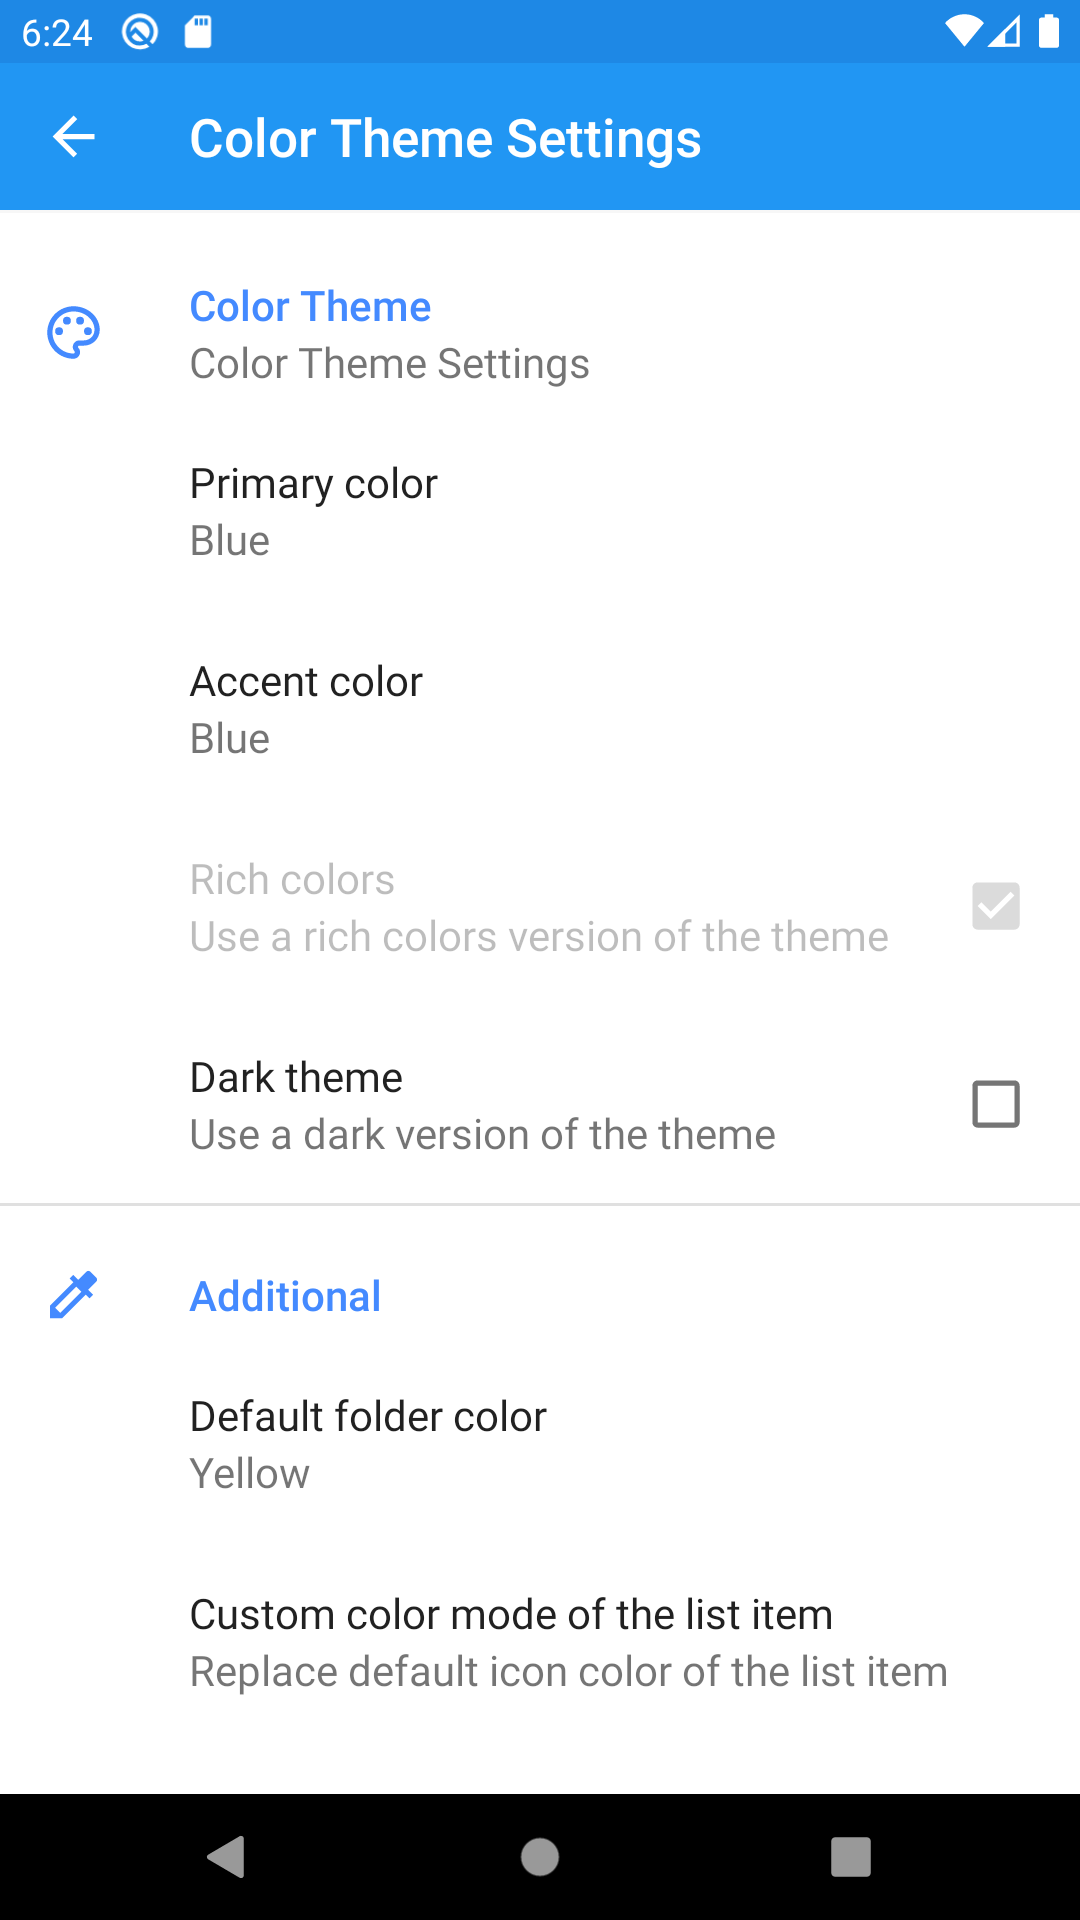 6:24
Color Theme Settings
Color Theme
Color Theme Settings
Primary color
Blue
Accent color
Blue
Rich colors
Use a rich colors version of the theme
Dark theme
Use a dark version of the theme
Additional
Default folder color
Yellow
Custom color mode of the list item
Replace default icon color of the list item